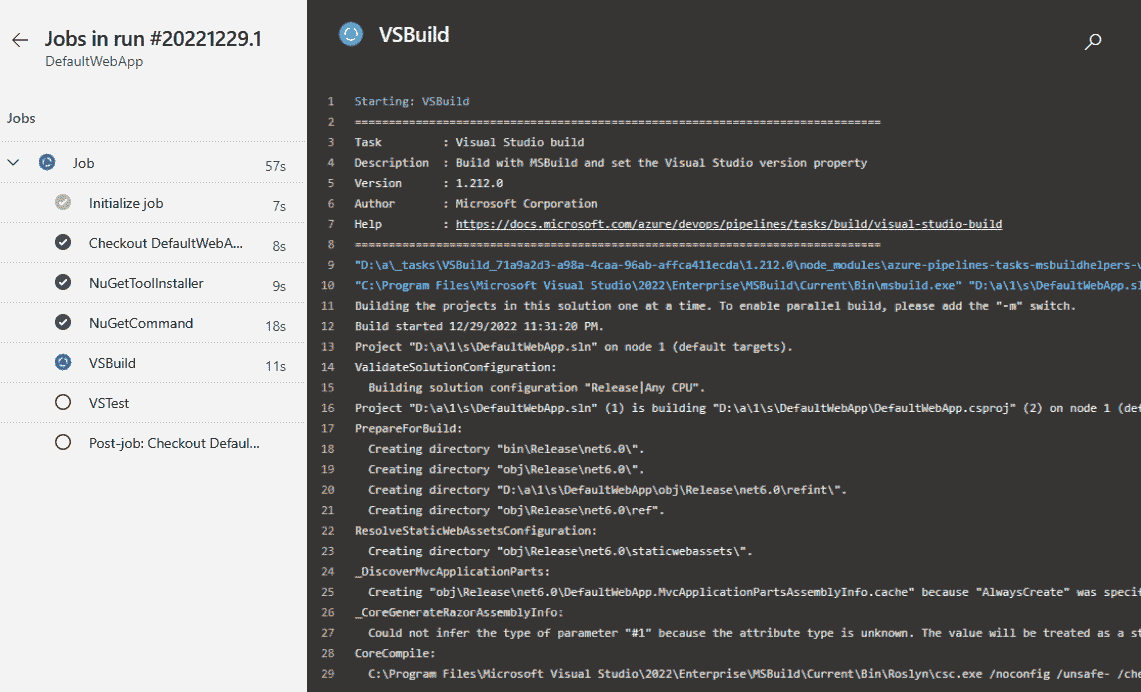 Jobs in run #20221229.1
DefaultWebApp
Jobs
Job 57s
Initialize job 7s
Checkout DefaultWebA... 8s
NuGetToolInstaller 9s
NuGetCommand 18s
VSBuild 11s
VSTest
Post-job: Checkout Defaul...
VSBuild
1 Starting: VSBuild
2 ==============================================================================
3 Task : Visual Studio build
4 Description : Build with MSBuild and set the Visual Studio version property
5 Version : 1.212.0
6 Author : Microsoft Corporation
7 Help : https://docs.microsoft.com/azure/devops/pipelines/tasks/build/visual-studio-build
8 ==============================================================================
9 "D:\a\_tasks\VSBuild_71a9a2d3-a98a-4caa-96ab-affca411ecda\1.212.0\node_modules\azure-pipelines-tasks-msbuildhelpers-v
10 "C:\Program Files\Microsoft Visual Studio\2022\Enterprise\MSBuild\Current\Bin\msbuild.exe" "D:\a\1\s\DefaultWebApp.sl
11 Building the projects in this solution one at a time. To enable parallel build, please add the "-m" switch.
12 Build started 12/29/2022 11:31:20 PM.
13 Project "D:\a\1\s\DefaultWebApp.sln" on node 1 (default targets).
14 ValidateSolutionConfiguration:
15 Building solution configuration "Release|Any CPU".
16 Project "D:\a\1\s\DefaultWebApp.sln" (1) is building "D:\a\1\s\DefaultWebApp\DefaultWebApp.csproj" (2) on node 1 (def
17 PrepareForBuild:
18 Creating directory "bin\Release\net6.0\".
19 Creating directory "obj\Release\net6.0\".
20 Creating directory "D:\a\1\s\DefaultWebApp\obj\Release\net6.0\refint\".
21 Creating directory "obj\Release\net6.0\ref".
22 ResolveStaticWebAssetsConfiguration:
23 Creating directory "obj\Release\net6.0\staticwebassets\".
24 _DiscoverMvcApplicationParts:
25 Creating "obj\Release\net6.0\DefaultWebApp.MvcApplicationPartsAssemblyInfo.cache" because "AlwaysCreate" was specif
26 _CoreGenerateRazorAssemblyInfo:
27 Could not infer the type of parameter "#1" because the attribute type is unknown. The value will be treated as a st
28 CoreCompile:
29 C:\Program Files\Microsoft Visual Studio\2022\Enterprise\MSBuild\Current\Bin\Roslyn\csc.exe /noconfig /unsafe- /che